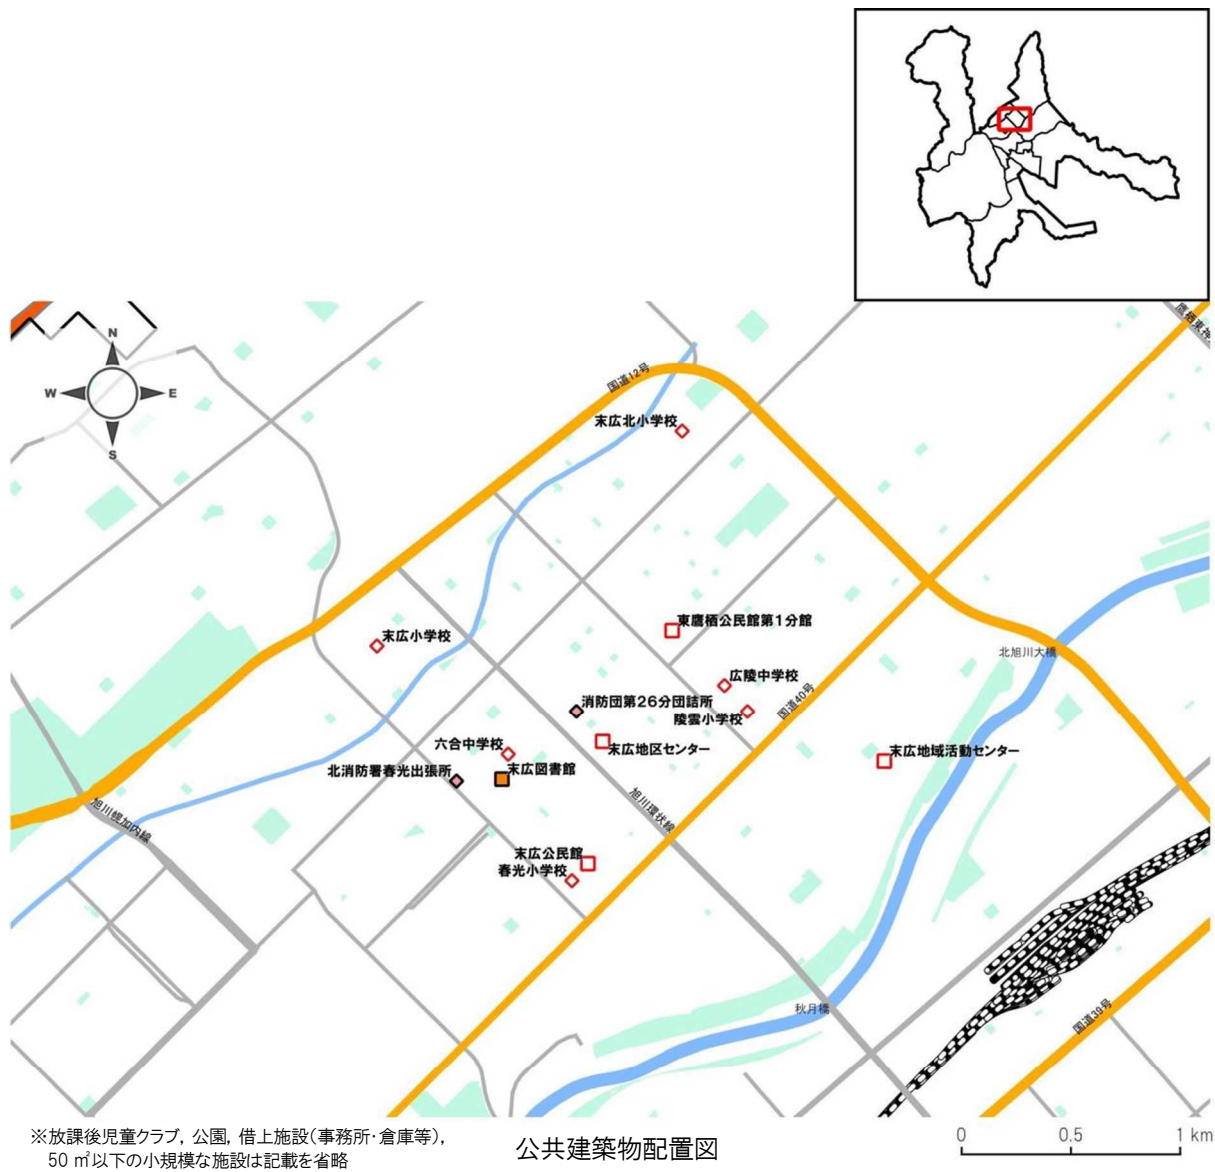 鷹栖東神
N
W
E
S
国道12号
末広北小学校
東鷹栖公民館第1分館
末広小学校
北旭川大橋
広陵中学校
国道40号
消防団第26分団詰所
陵雲小学校
六合中学校
末広地区センター
末広地域活動センター
北消防署春光出張所
末広図書館
旭川幌加内線
旭川環状線
末広公民館
春光小学校
秋月橋
国道39号
※放課後児童クラブ, 公園, 借上施設(事務所・倉庫等),
50 ㎡以下の小規模な施設は記載を省略
公共建築物配置図
0 0.5 1 km